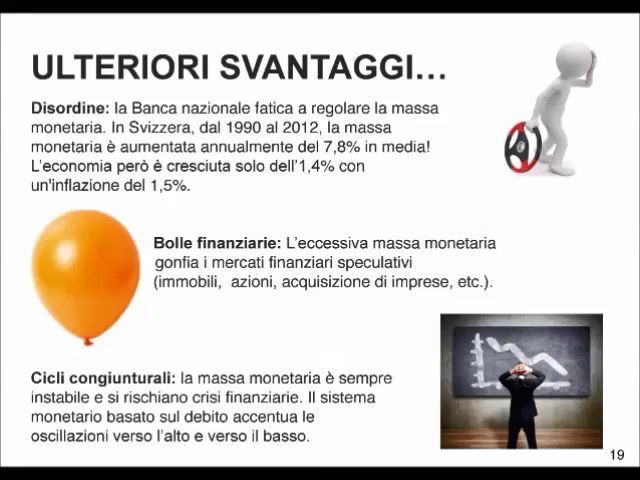 ULTERIORI SVANTAGGI…
Disordine: la Banca nazionale fatica a regolare la massa
monetaria. In Svizzera, dal 1990 al 2012, la massa
monetaria è aumentata annualmente del 7,8% in media!
L'economia però è cresciuta solo dell'1,4% con
un'inflazione del 1,5%.
Bolle finanziarie: L'eccessiva massa monetaria
gonfia i mercati finanziari speculativi
(immobili, azioni, acquisizione di imprese, etc.).
Cicli congiunturali: la massa monetaria è sempre
instabile e si rischiano crisi finanziarie. Il sistema
monetario basato sul debito accentua le
oscillazioni verso l'alto e verso il basso.
19